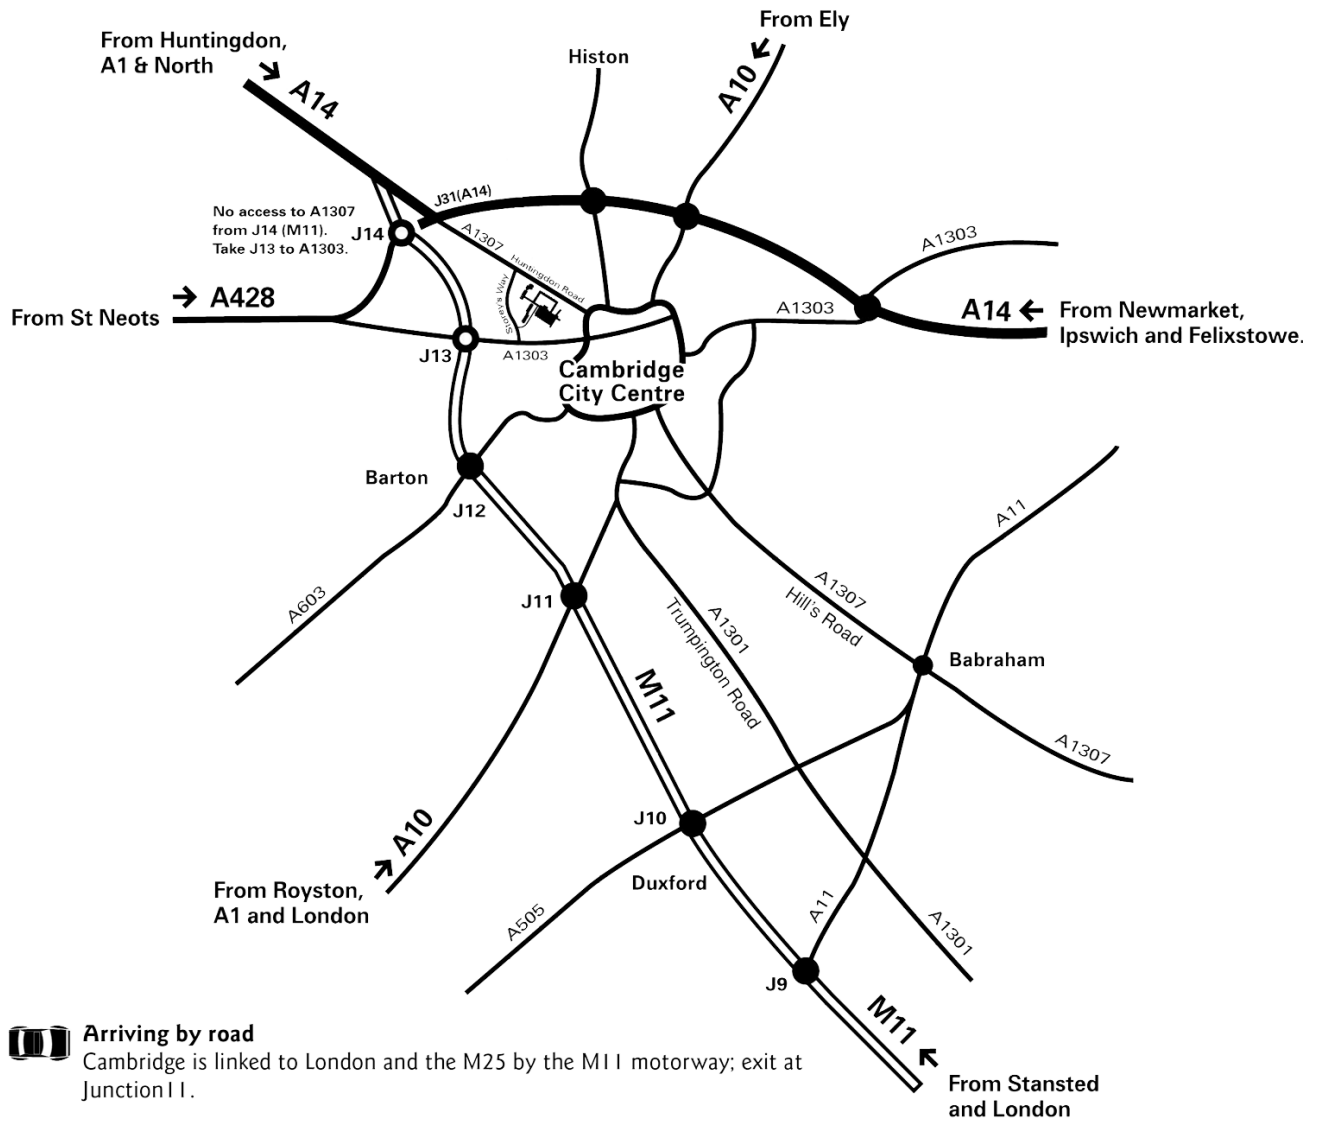 From Ely
From Huntingdon,
A1 & North
A14
Histon
A10
J31(A14)
No access to A1307
from J14 (M11).
Take J13 to A1303.
J14
A1307
Huntingdon Road
Storey's Way
A1303
From St Neots
A428
A1303
A14
From Newmarket,
Ipswich and Felixstowe.
J13
A1303
Cambridge
City Centre
Barton
J12
A11
A603
J11
A1307
Hill's Road
A1301
Trumpington Road
Babraham
M11
A1307
J10
A10
Duxford
From Royston,
A1 and London
A505
A11
A1301
J9
M11
Arriving by road
Cambridge is linked to London and the M25 by the M11 motorway; exit at
Junction11.
From Stansted
and London